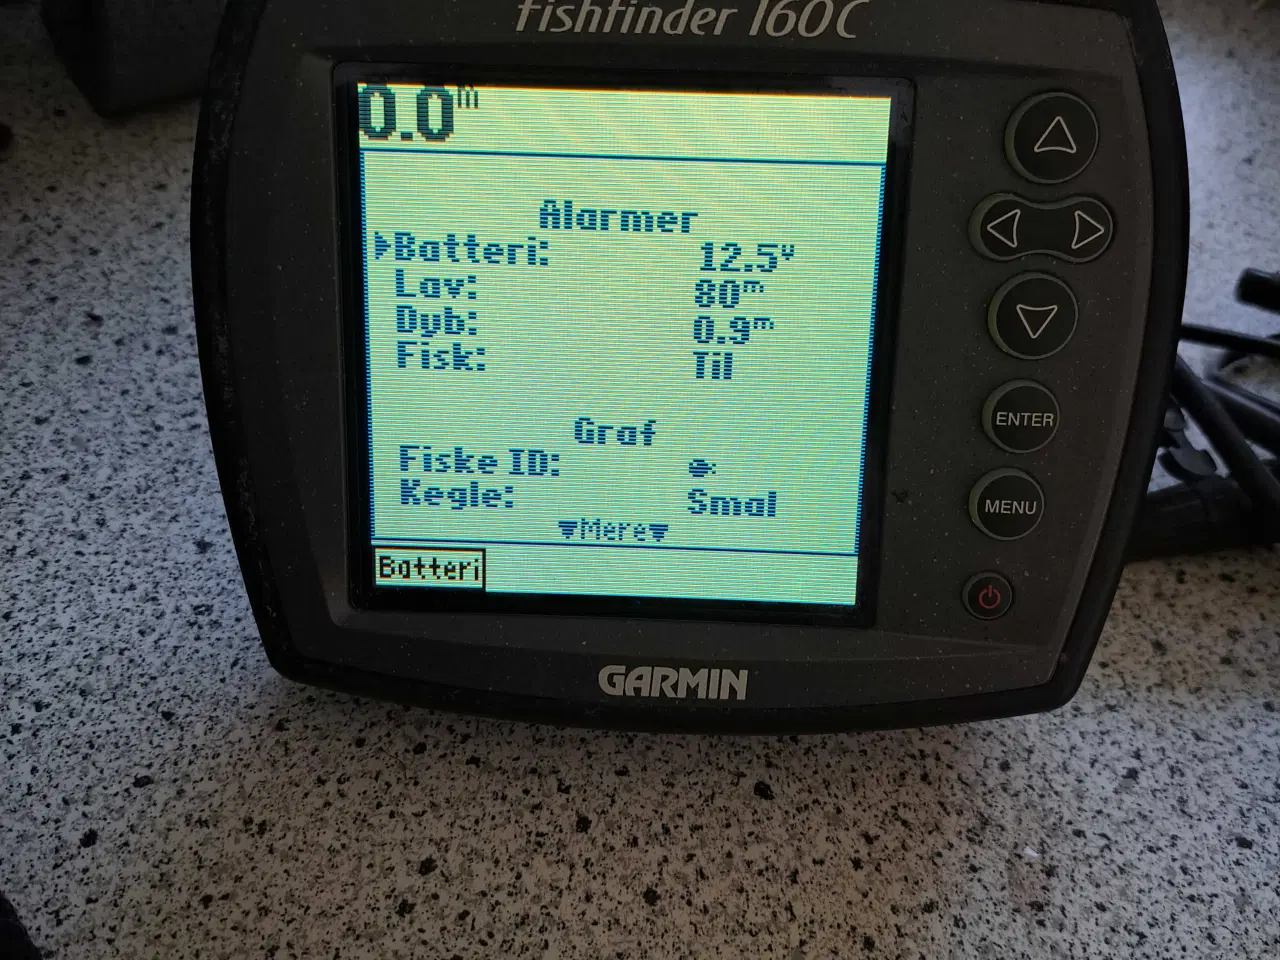 fishfinder 160C
0.0m
Alarmer
Batteri: 12.5v
Lav: 80m
Dyb: 0.9m
Fisk: Til
Graf
Fiske ID:
Kegle: Smal
Mere
Batteri
ENTER
MENU
GARMIN